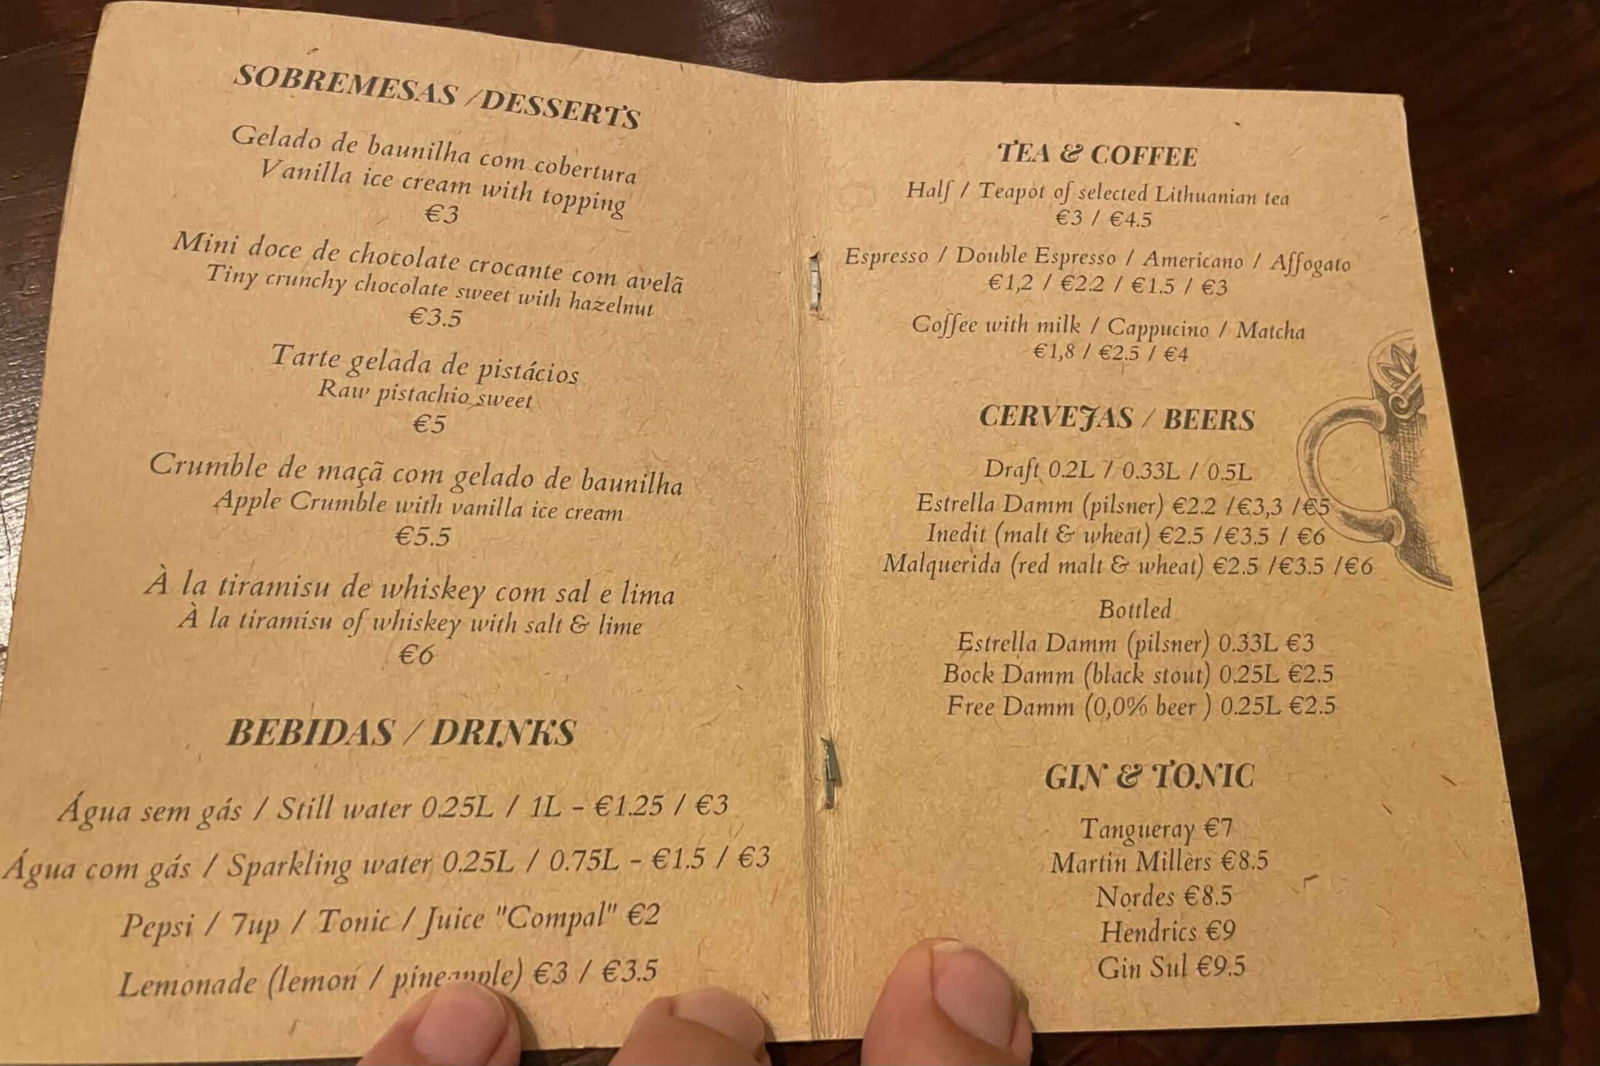 SOBREMESAS /DESSERTS
Gelado de baunilha com cobertura
Vanilla ice cream with topping
€3
Mini doce de chocolate crocante com avelã
Tiny crunchy chocolate sweet with hazelnut
€3.5
Tarte gelada de pistácios
Raw pistachio sweet
€5
Crumble de maçã com gelado de baunilha
Apple Crumble with vanilla ice cream
€5.5
À la tiramisu de whiskey com sal e lima
À la tiramisu of whiskey with salt & lime
€6
BEBIDAS / DRINKS
Água sem gás / Still water 0.25L / 1L - €1.25 / €3
Água com gás / Sparkling water 0.25L / 0.75L - €1.5 / €3
Pepsi / 7up / Tonic / Juice "Compal" €2
Lemonade (lemon / pineapple) €3 / €3.5
TEA & COFFEE
Half / Teapot of selected Lithuanian tea
€3 / €4.5
Espresso / Double Espresso / Americano / Affogato
€1,2 / €2.2 / €1.5 / €3
Coffee with milk / Cappucino / Matcha
€1,8 / €2.5 / €4
CERVEJAS / BEERS
Draft 0.2L / 0.33L / 0.5L
Estrella Damm (pilsner) €2.2 /€3,3 /€5
Inedit (malt & wheat) €2.5 /€3.5 / €6
Malquerida (red malt & wheat) €2.5 /€3.5 /€6
Bottled
Estrella Damm (pilsner) 0.33L €3
Bock Damm (black stout) 0.25L €2.5
Free Damm (0,0% beer ) 0.25L €2.5
GIN & TONIC
Tangueray €7
Martin Millers €8.5
Nordes €8.5
Hendrics €9
Gin Sul €9.5